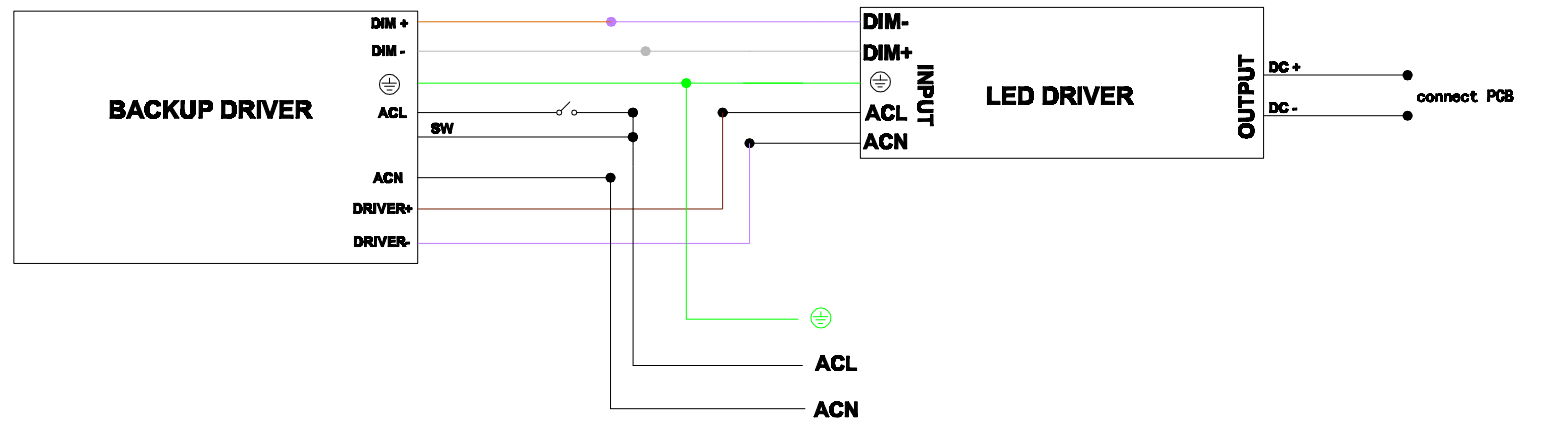 DIM +
DIM -
BACKUP DRIVER
ACL
SW
ACN
DRIVER+
DRIVER-
DIM-
DIM+
INPUT
ACL
ACN
LED DRIVER
OUTPUT
DC +
DC -
connect PCB
ACL
ACN